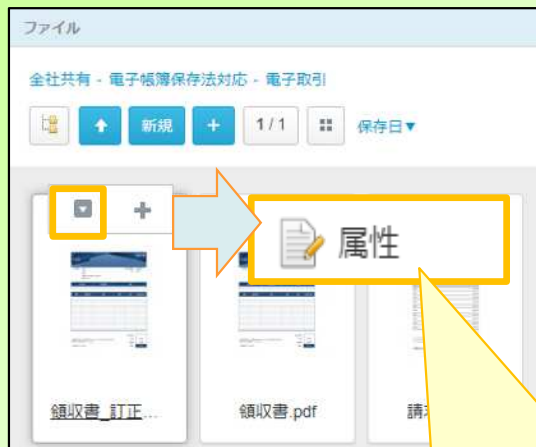 ファイル
全社共有 - 電子帳簿保存法対応 - 電子取引
新規
1/1
保存日▼
属性
領収書_訂正...
領収書.pdf
請